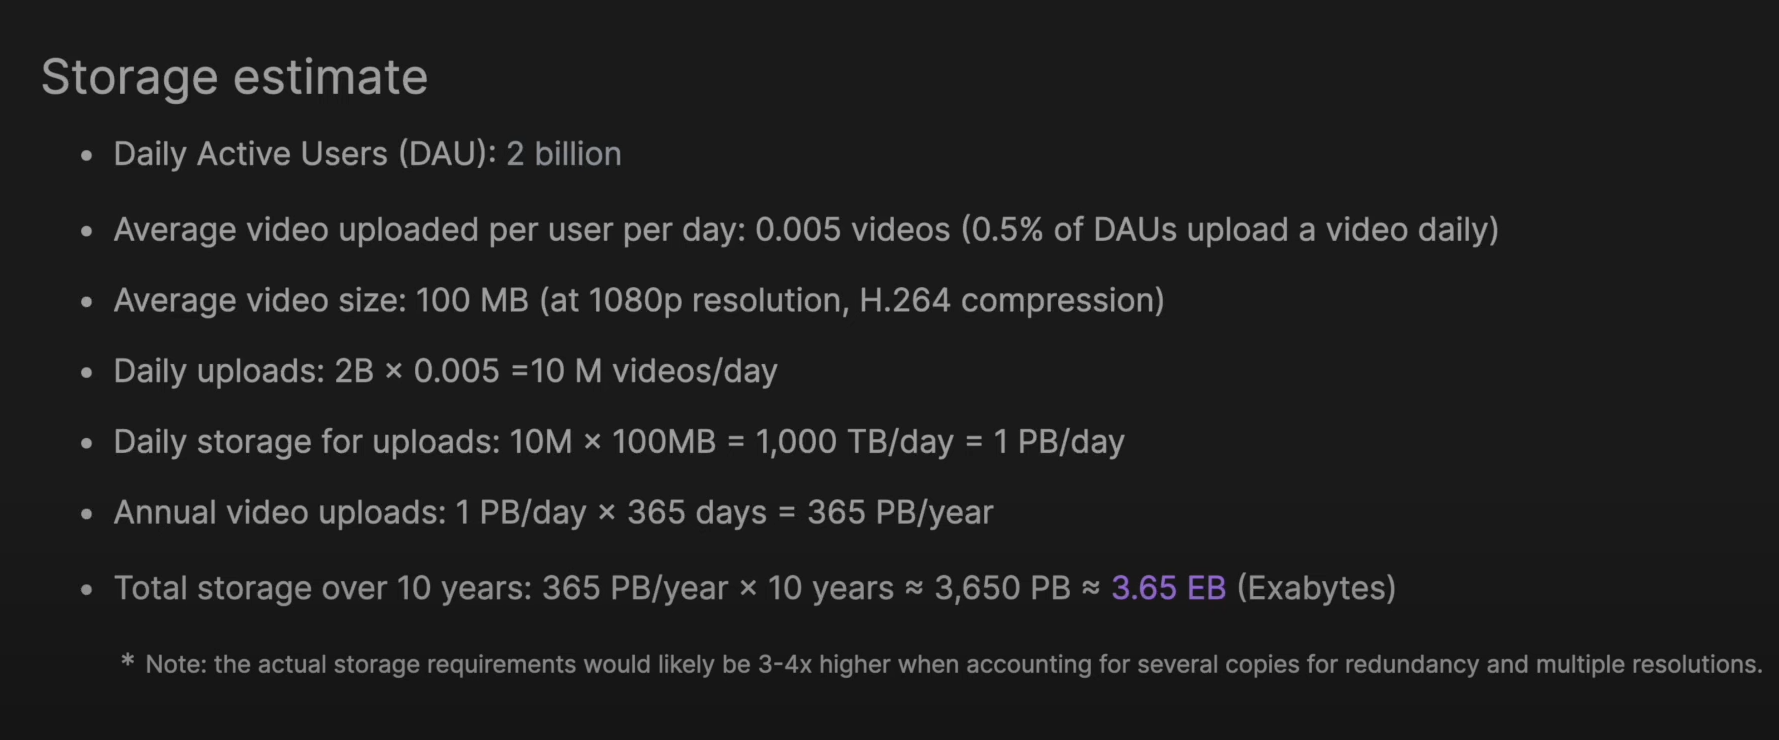 Storage estimate
• Daily Active Users (DAU): 2 billion
• Average video uploaded per user per day: 0.005 videos (0.5% of DAUs upload a video daily)
• Average video size: 100 MB (at 1080p resolution, H.264 compression)
• Daily uploads: 2B × 0.005 =10 M videos/day
• Daily storage for uploads: 10M × 100MB = 1,000 TB/day = 1 PB/day
• Annual video uploads: 1 PB/day × 365 days = 365 PB/year
• Total storage over 10 years: 365 PB/year × 10 years ≈ 3,650 PB ≈ 3.65 EB (Exabytes)
* Note: the actual storage requirements would likely be 3-4x higher when accounting for several copies for redundancy and multiple resolutions.